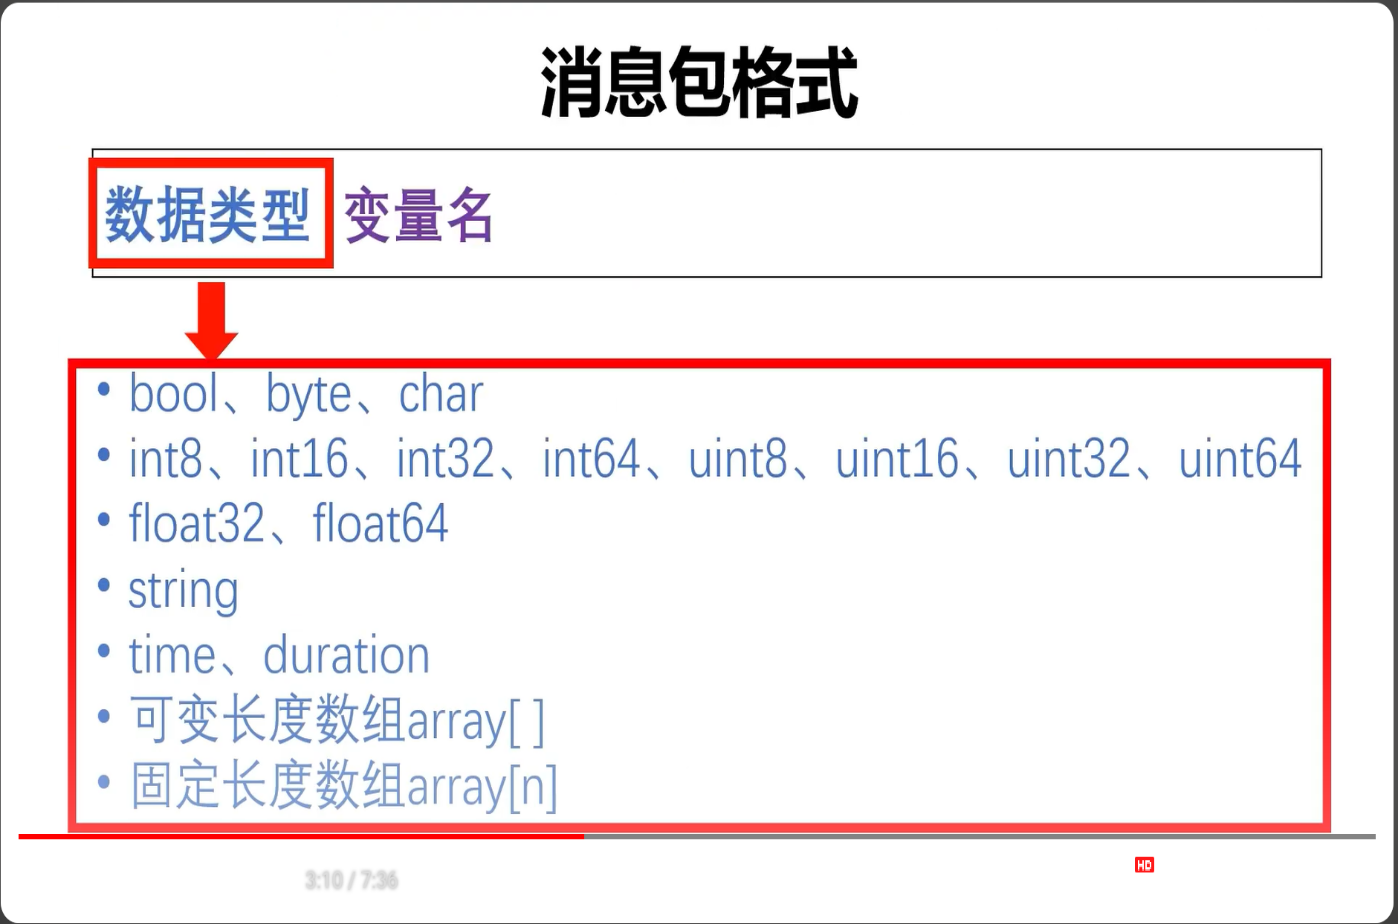 消息包格式
数据类型 变量名
• bool、byte、char
• int8、int16、int32、int64、uint8、uint16、uint32、uint64
• float32、float64
• string
• time、duration
• 可变长度数组array[ ]
• 固定长度数组array[n]
HD
3:10 / 7:36